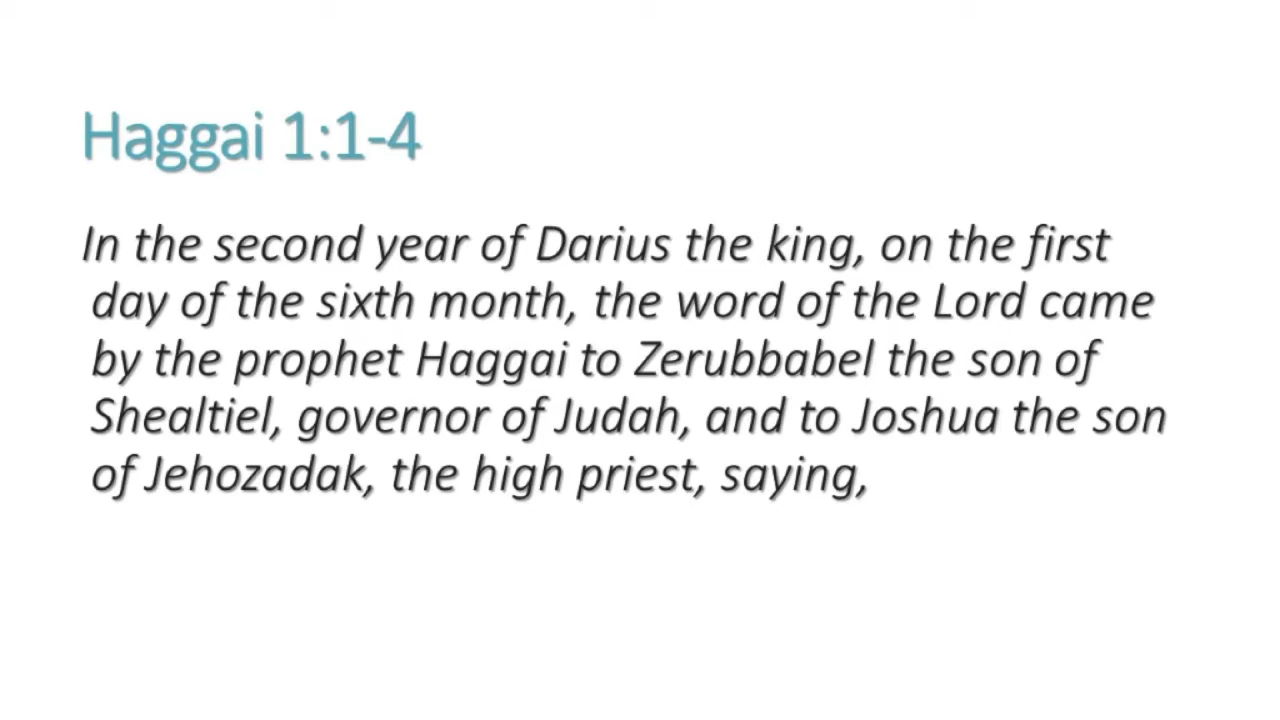 Haggai 1:1-4
In the second year of Darius the king, on the first
day of the sixth month, the word of the Lord came
by the prophet Haggai to Zerubbabel the son of
Shealtiel, governor of Judah, and to Joshua the son
of Jehozadak, the high priest, saying,